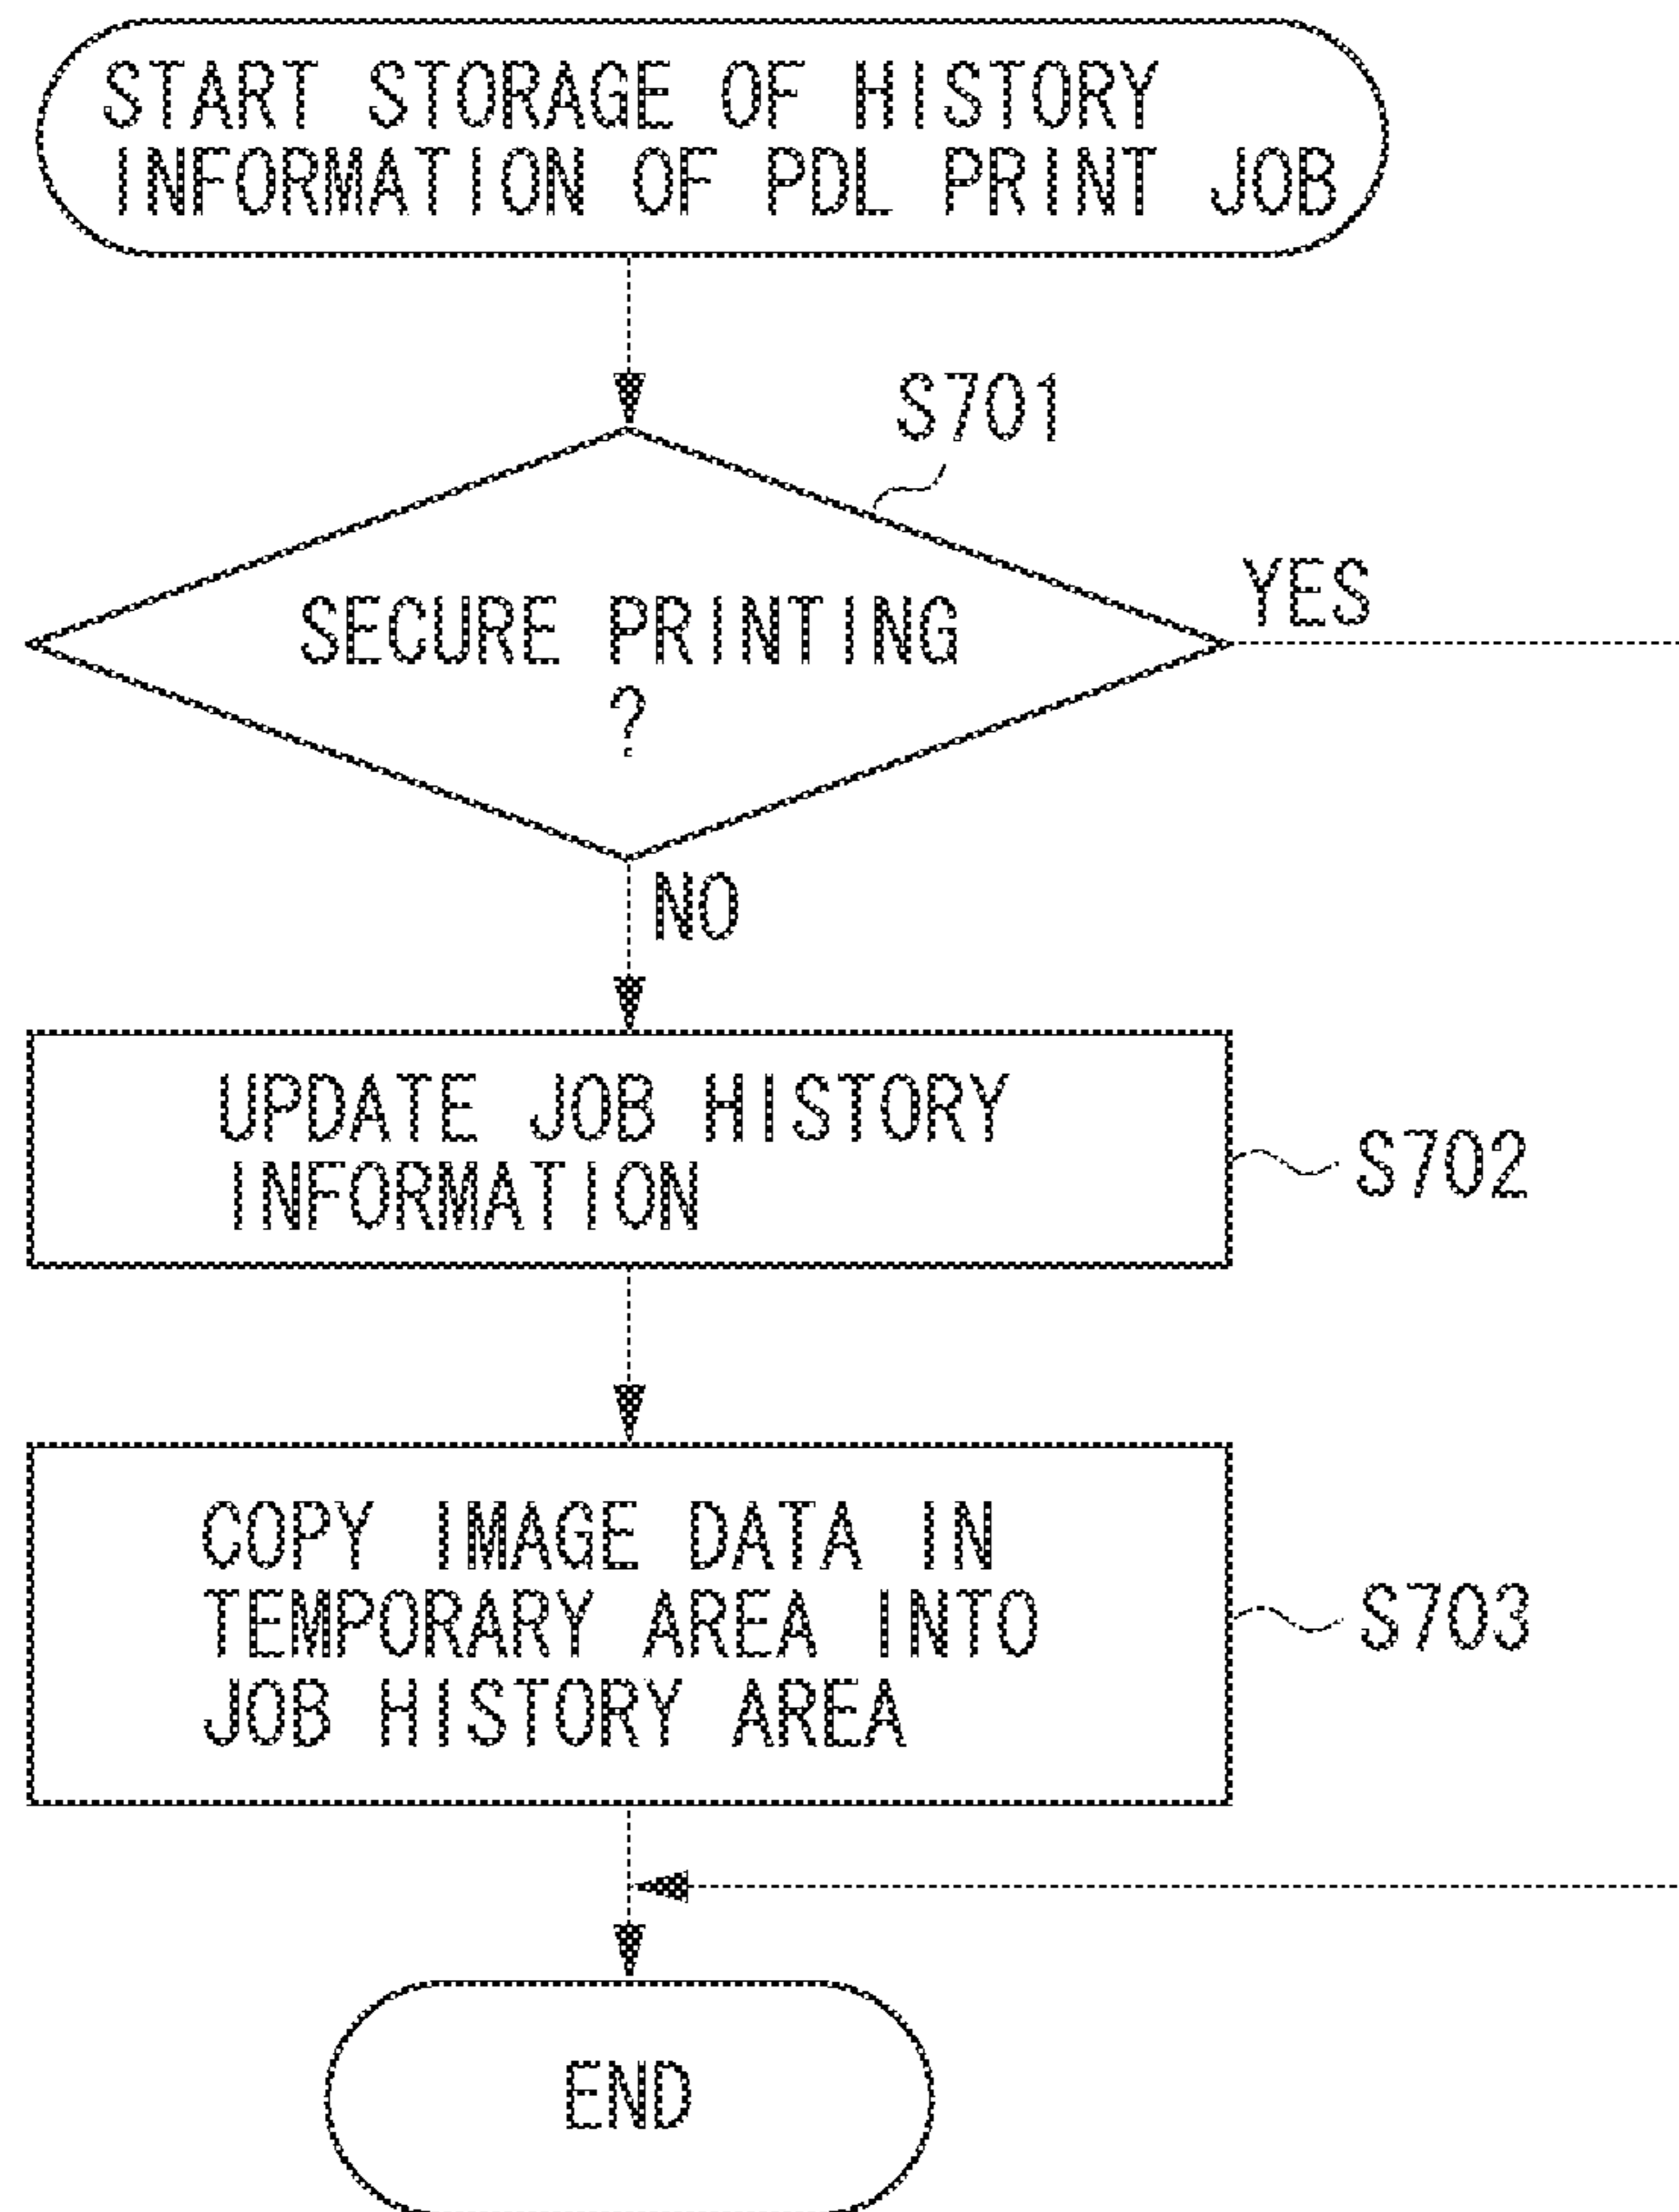 START STORAGE OF HISTORY
INFORMATION OF PDL PRINT JOB
S701
SECURE PRINTING
?
YES
NO
UPDATE JOB HISTORY
INFORMATION
S702
COPY IMAGE DATA IN
TEMPORARY AREA INTO
JOB HISTORY AREA
S703
END